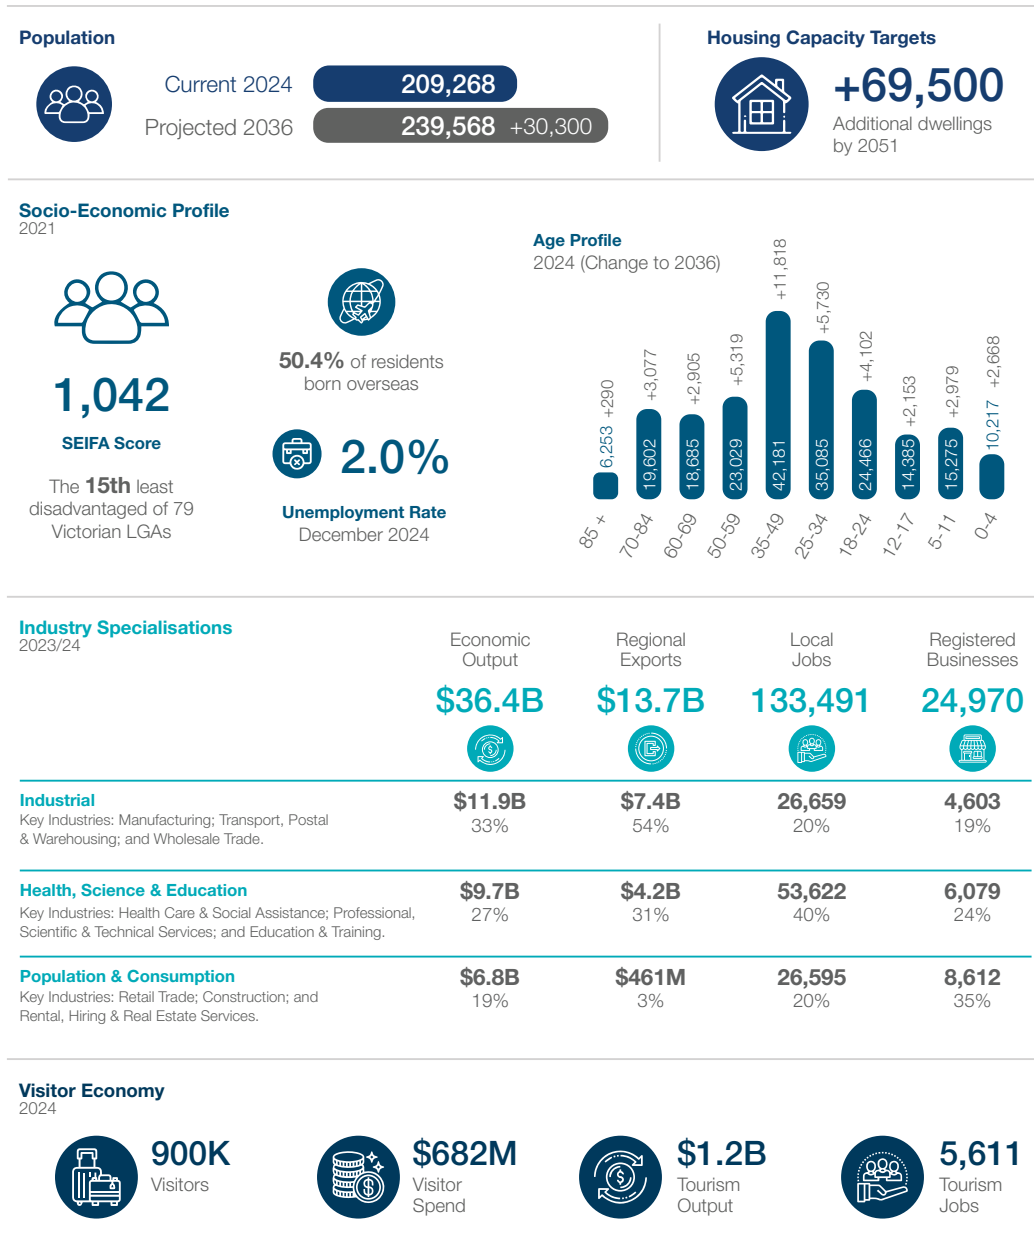 Population
Current 2024
209,268
Projected 2036
239,568 +30,300
Housing Capacity Targets
+69,500
Additional dwellings
by 2051
Socio-Economic Profile
2021
1,042
SEIFA Score
The 15th least
disadvantaged of 79
Victorian LGAs
50.4% of residents
born overseas
2.0%
Unemployment Rate
December 2024
Age Profile
2024 (Change to 2036)
6,253 +290
19,602 +3,077
18,685 +2,905
23,029 +5,319
42,181 +11,818
35,085 +5,730
24,466 +4,102
14,385 +2,153
15,275 +2,979
10,217 +2,668
85 +
70-84
60-69
50-59
35-49
25-34
18-24
12-17
5-11
0-4
Industry Specialisations
2023/24
Economic
Output
$36.4B
Regional
Exports
$13.7B
Local
Jobs
133,491
Registered
Businesses
24,970
Industrial
Key Industries: Manufacturing; Transport, Postal
& Warehousing; and Wholesale Trade.
$11.9B
33%
$7.4B
54%
26,659
20%
4,603
19%
Health, Science & Education
Key Industries: Health Care & Social Assistance; Professional,
Scientific & Technical Services; and Education & Training.
$9.7B
27%
$4.2B
31%
53,622
40%
6,079
24%
Population & Consumption
Key Industries: Retail Trade; Construction; and
Rental, Hiring & Real Estate Services.
$6.8B
19%
$461M
3%
26,595
20%
8,612
35%
Visitor Economy
2024
900K
Visitors
$682M
Visitor
Spend
$1.2B
Tourism
Output
5,611
Tourism
Jobs